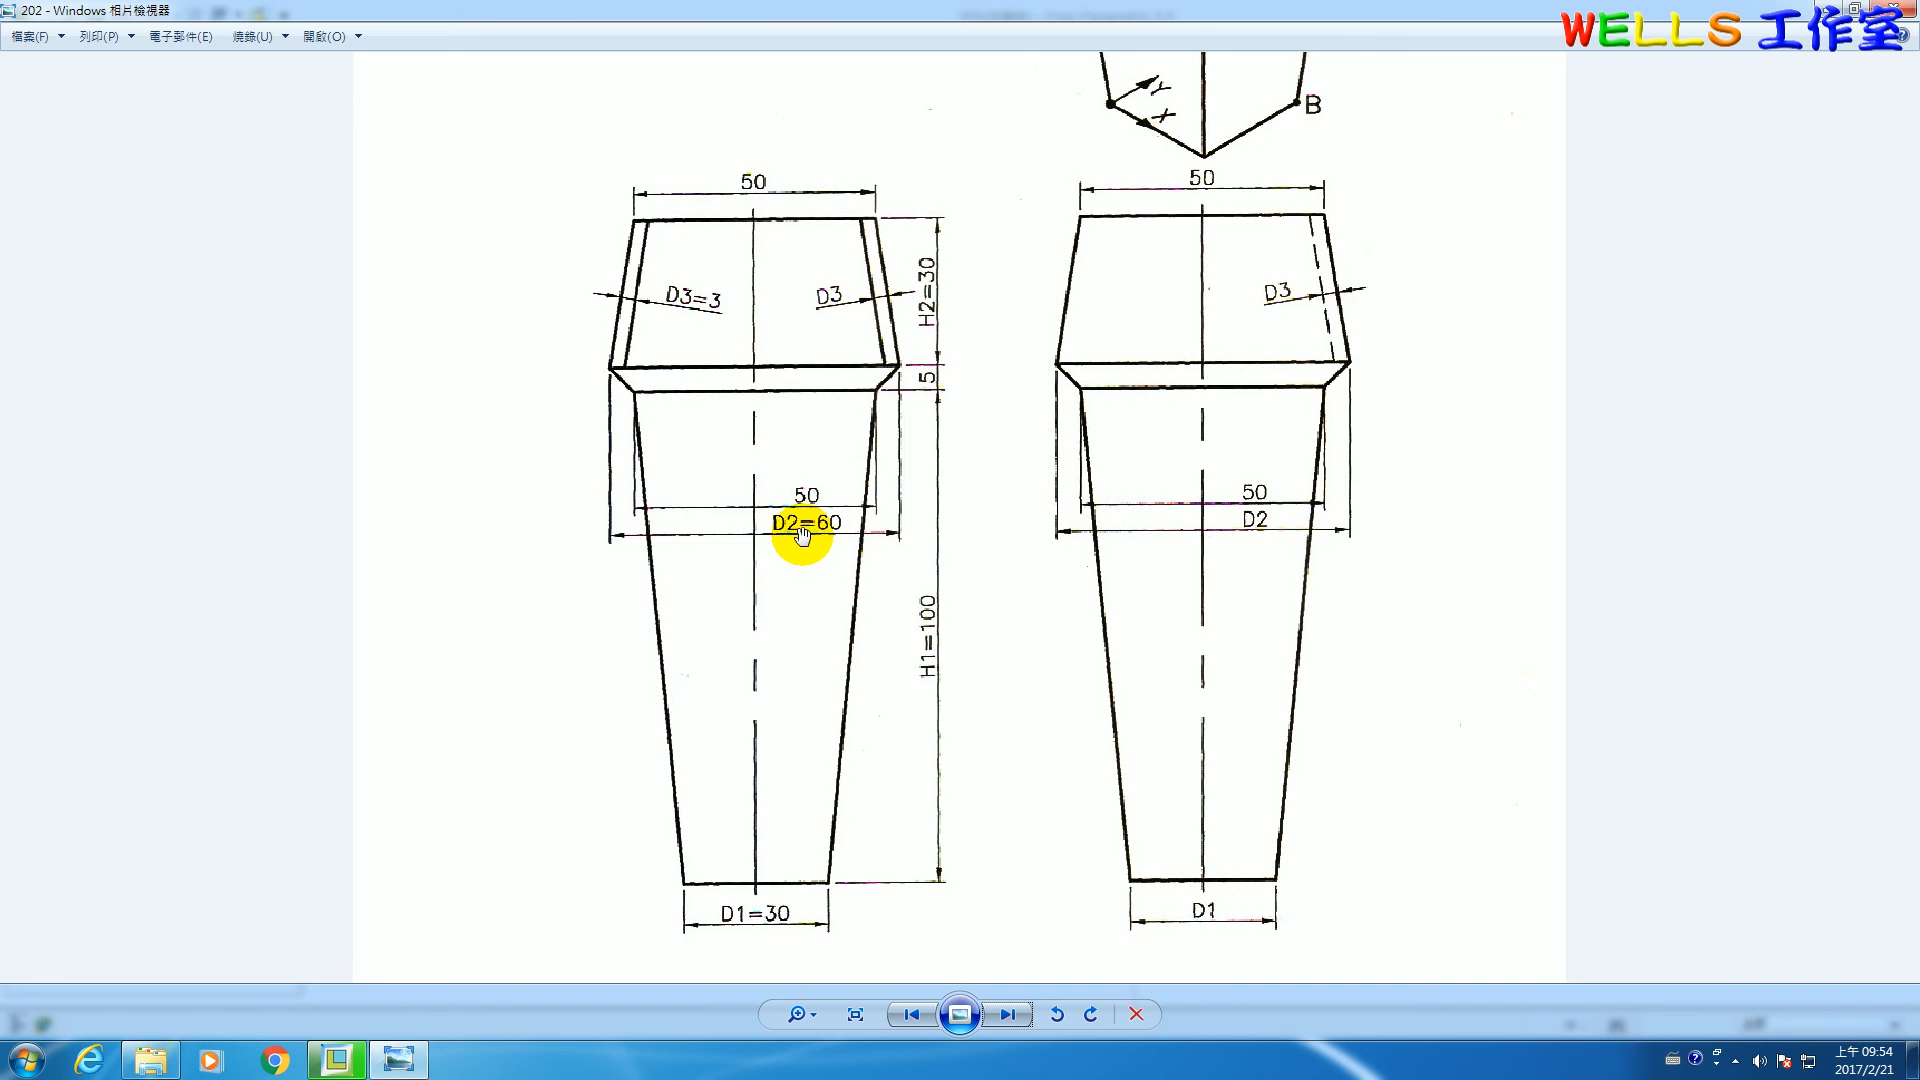 202 - Windows 相片檢視器
WELLS 工作室
檔案(F) 列印(P) 電子郵件(E) 燒錄(U) 開啟(O)
Y
X
B
50
50
D3=3
D3
H2=30
D3
5
50
D2=60
50
D2
H1=100
D1=30
D1
上午 09:54
2017/2/21